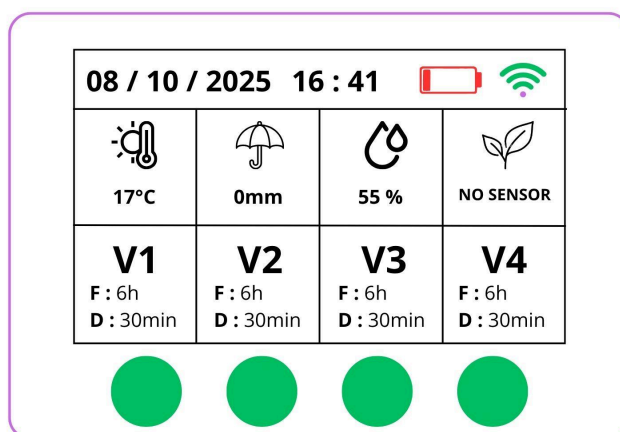 08 / 10 / 2025 16 : 41
17°C 0mm 55 % NO SENSOR
V1 V2 V3 V4
F : 6h F : 6h F : 6h F : 6h
D : 30min D : 30min D : 30min D : 30min